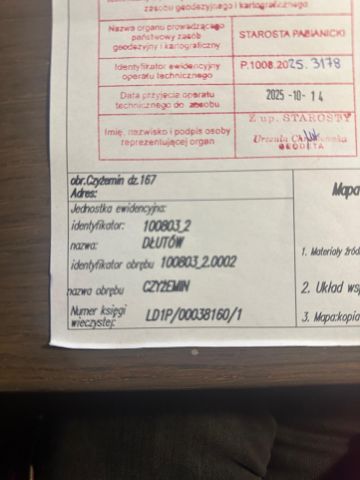 zasobu geodezyjnego i kartograficznego
Nazwa organu prowadzącego
państwowy zasób
geodezyjny i kartograficzny
STAROSTA PABIANICKI
Identyfikator ewidencyjny
operatu technicznego
P.1008.2025.3178
Data przyjęcia operatu
technicznego do zasobu
2025 -10- 14
Imię, nazwisko i podpis osoby
reprezentującej organ
Z up. STAROSTY
Urszula
GEODETA
obr.Czyżemin dz.167
Adres:
Jednostka ewidencyjna:
identyfikator: 100803_2
nazwa: DŁUTÓW
identyfikator obrębu 100803_2.0002
nazwa obrębu CZYŻEMIN
Numer księgi
wieczystej: LD1P/00038160/1
Mapa
1. Materiały źród
2. Układ wsp
3. Mapa:kopia